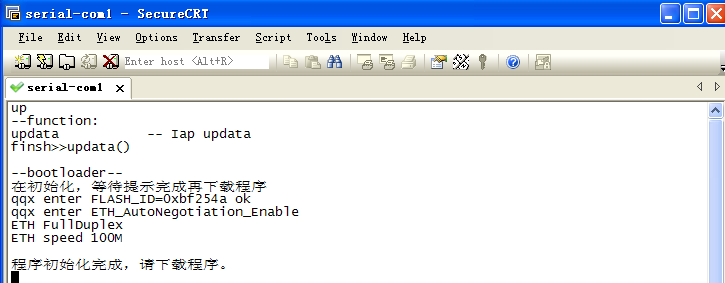 serial-com1 - SecureCRT
File Edit View Options Transfer Script Tools Window Help
Enter host <Alt+R>
serial-com1
up
--function:
updata -- Iap updata
finsh>>updata()
--bootloader--
在初始化，等待提示完成再下载程序
qqx enter FLASH_ID=0xbf254a ok
qqx enter ETH_AutoNegotiation_Enable
ETH FullDuplex
ETH speed 100M
程序初始化完成，请下载程序。